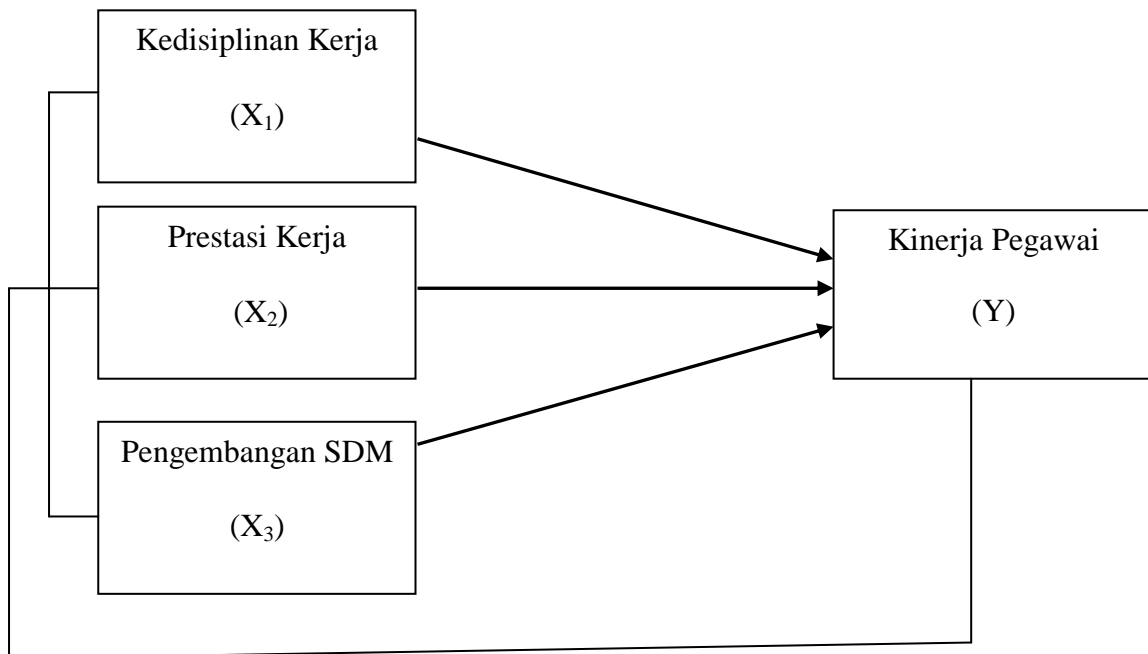 Kedisiplinan Kerja
(X₁)
Prestasi Kerja
(X₂)
Pengembangan SDM
(X₃)
Kinerja Pegawai
(Y)